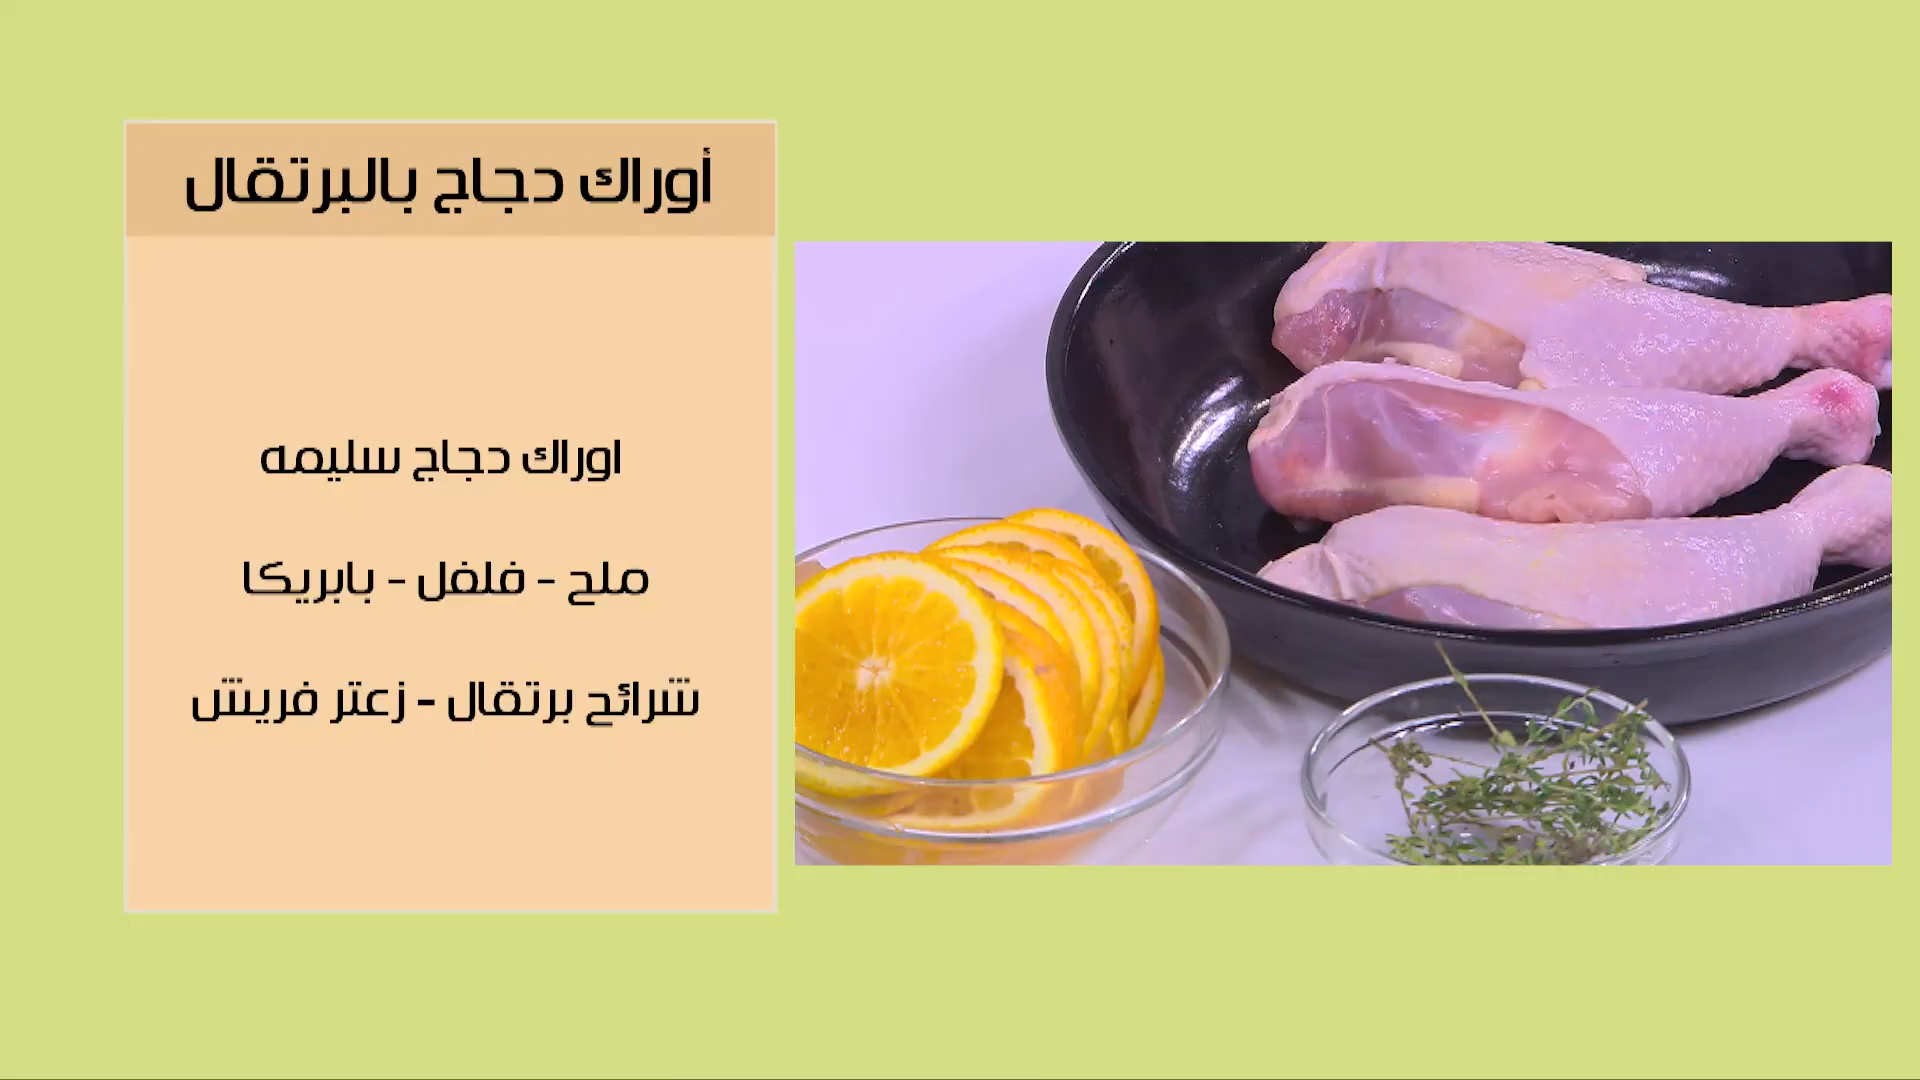 أوراك دجاج بالبرتقال
اوراك دجاج سليمه
ملح - فلفل - بابريكا
شرائح برتقال - زعتر فريش